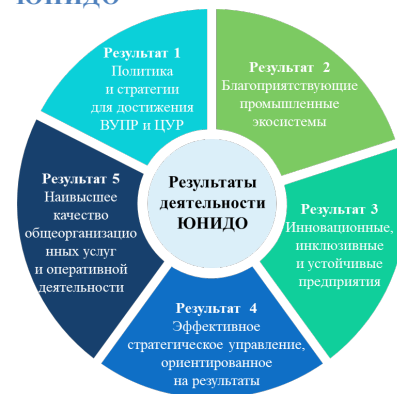 ЮНИДО
Результат 1
Политика
и стратегии
для достижения
ВУПР и ЦУР
Результат 2
Благоприятствующие
промышленные
экосистемы
Результат 3
Инновационные,
инклюзивные
и устойчивые
предприятия
Результат 4
Эффективное
стратегическое управление,
ориентированное
на результаты
Результат 5
Наивысшее
качество
общеорганизацио
нных услуг
и оперативной
деятельности
Результаты
деятельности
ЮНИДО